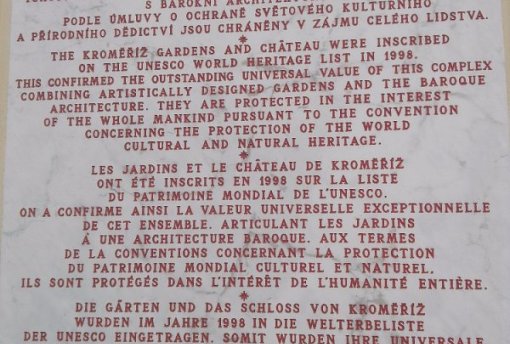 S BAROKNÍ
PODLE ÚMLUVY O OCHRANĚ SVĚTOVÉHO KULTURNÍHO
A PŘÍRODNÍHO DĚDICTVÍ JSOU CHRÁNĚNY V ZÁJMU CELÉHO LIDSTVA.
THE KROMĚŘÍŽ GARDENS AND CHÂTEAU WERE INSCRIBED
ON THE UNESCO WORLD HERITAGE LIST IN 1998.
THIS CONFIRMED THE OUTSTANDING UNIVERSAL VALUE OF THIS COMPLEX
COMBINING ARTISTICALLY DESIGNED GARDENS AND THE BAROQUE
ARCHITECTURE. THEY ARE PROTECTED IN THE INTEREST
OF THE WHOLE MANKIND PURSUANT TO THE CONVENTION
CONCERNING THE PROTECTION OF THE WORLD
CULTURAL AND NATURAL HERITAGE.
LES JARDINS ET LE CHÂTEAU DE KROMĚŘÍŽ
ONT ÉTÉ INSCRITS EN 1998 SUR LA LISTE
DU PATRIMOINE MONDIAL DE L'UNESCO.
ON A CONFIRME AINSI LA VALEUR UNIVERSELLE EXCEPTIONNELLE
DE CET ENSEMBLE. ARTICULANT LES JARDINS
Á UNE ARCHITECTURE BAROQUE. AUX TERMES
DE LA CONVENTIONS CONCERNANT LA PROTECTION
DU PATRIMOINE MONDIAL CULTUREL ET NATUREL,
ILS SONT PROTÉGÉS DANS L'INTÉRÊT DE L'HUMANITÉ ENTIÈRE.
DIE GÄRTEN UND DAS SCHLOSS VON KROMĚŘÍŽ
WURDEN IM JAHRE 1998 IN DIE WELTERBELISTE
DER UNESCO EINGETRAGEN. SOMIT WURDEN IHRE UNIVERSALE